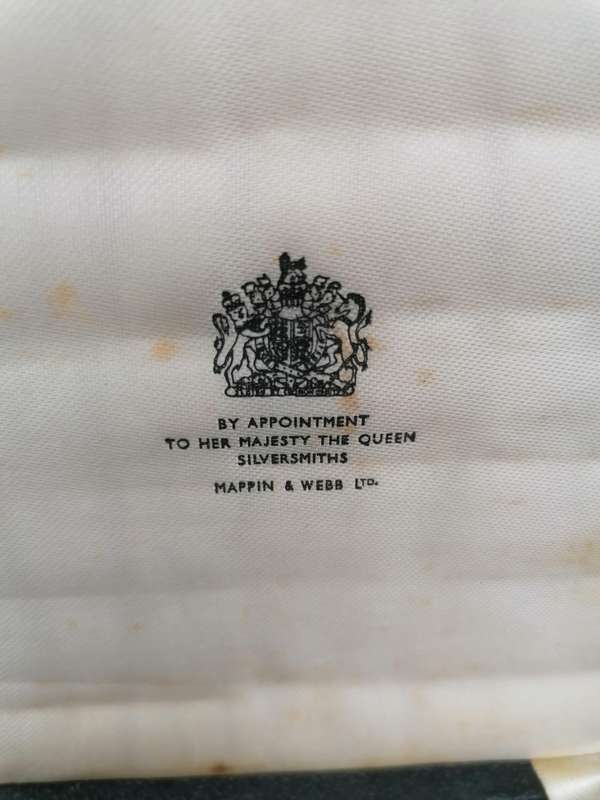 BY APPOINTMENT
TO HER MAJESTY THE QUEEN
SILVERSMITHS
MAPPIN & WEBB LTD.